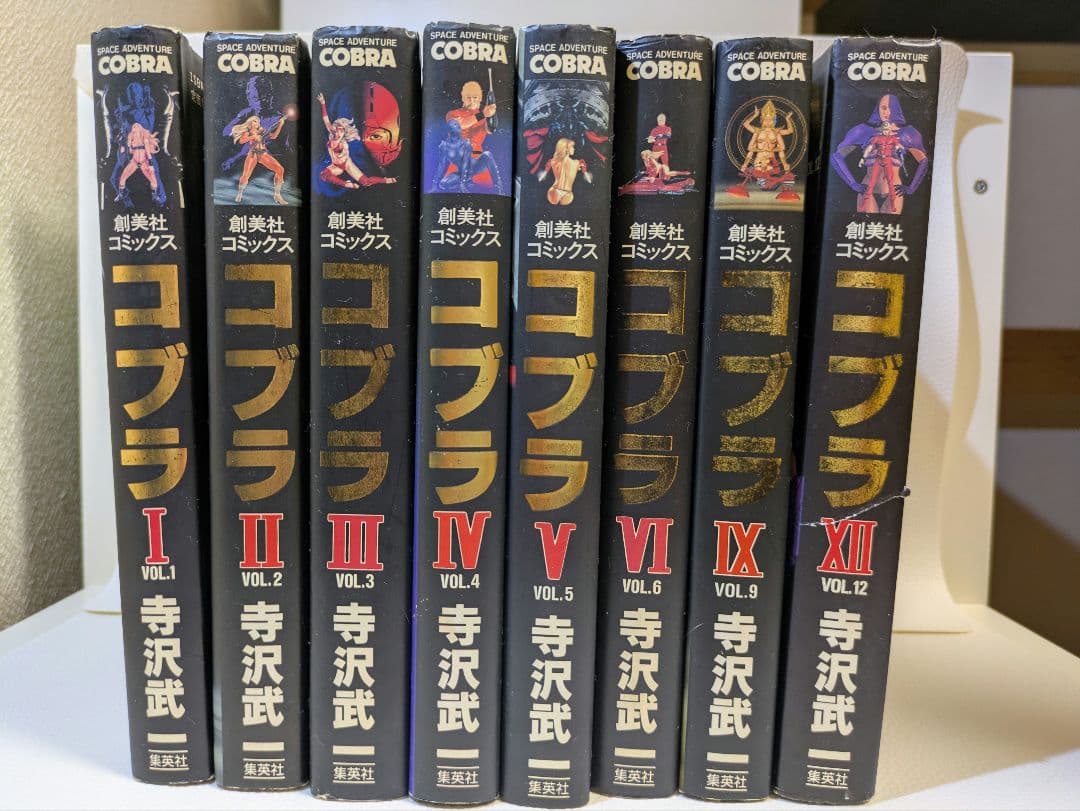 SPACE ADVENTURE
COBRA
創美社
コミックス
コブラ
I
VOL.1
寺沢武一
集英社
SPACE ADVENTURE
COBRA
創美社
コミックス
コブラ
II
VOL.2
寺沢武一
集英社
SPACE ADVENTURE
COBRA
創美社
コミックス
コブラ
III
VOL.3
寺沢武一
集英社
SPACE ADVENTURE
COBRA
創美社
コミックス
コブラ
IV
VOL.4
寺沢武一
集英社
SPACE ADVENTURE
COBRA
創美社
コミックス
コブラ
V
VOL.5
寺沢武一
集英社
SPACE ADVENTURE
COBRA
創美社
コミックス
コブラ
VI
VOL.6
寺沢武一
集英社
SPACE ADVENTURE
COBRA
創美社
コミックス
コブラ
IX
VOL.9
寺沢武一
集英社
SPACE ADVENTURE
COBRA
創美社
コミックス
コブラ
XII
VOL.12
寺沢武一
集英社